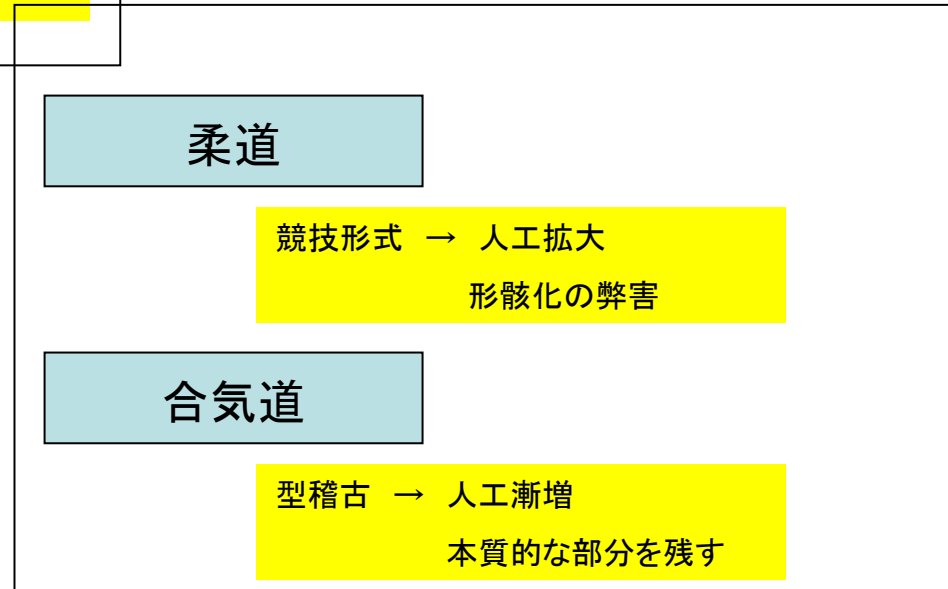 柔道
競技形式 → 人工拡大
形骸化の弊害
合気道
型稽古 → 人工漸増
本質的な部分を残す